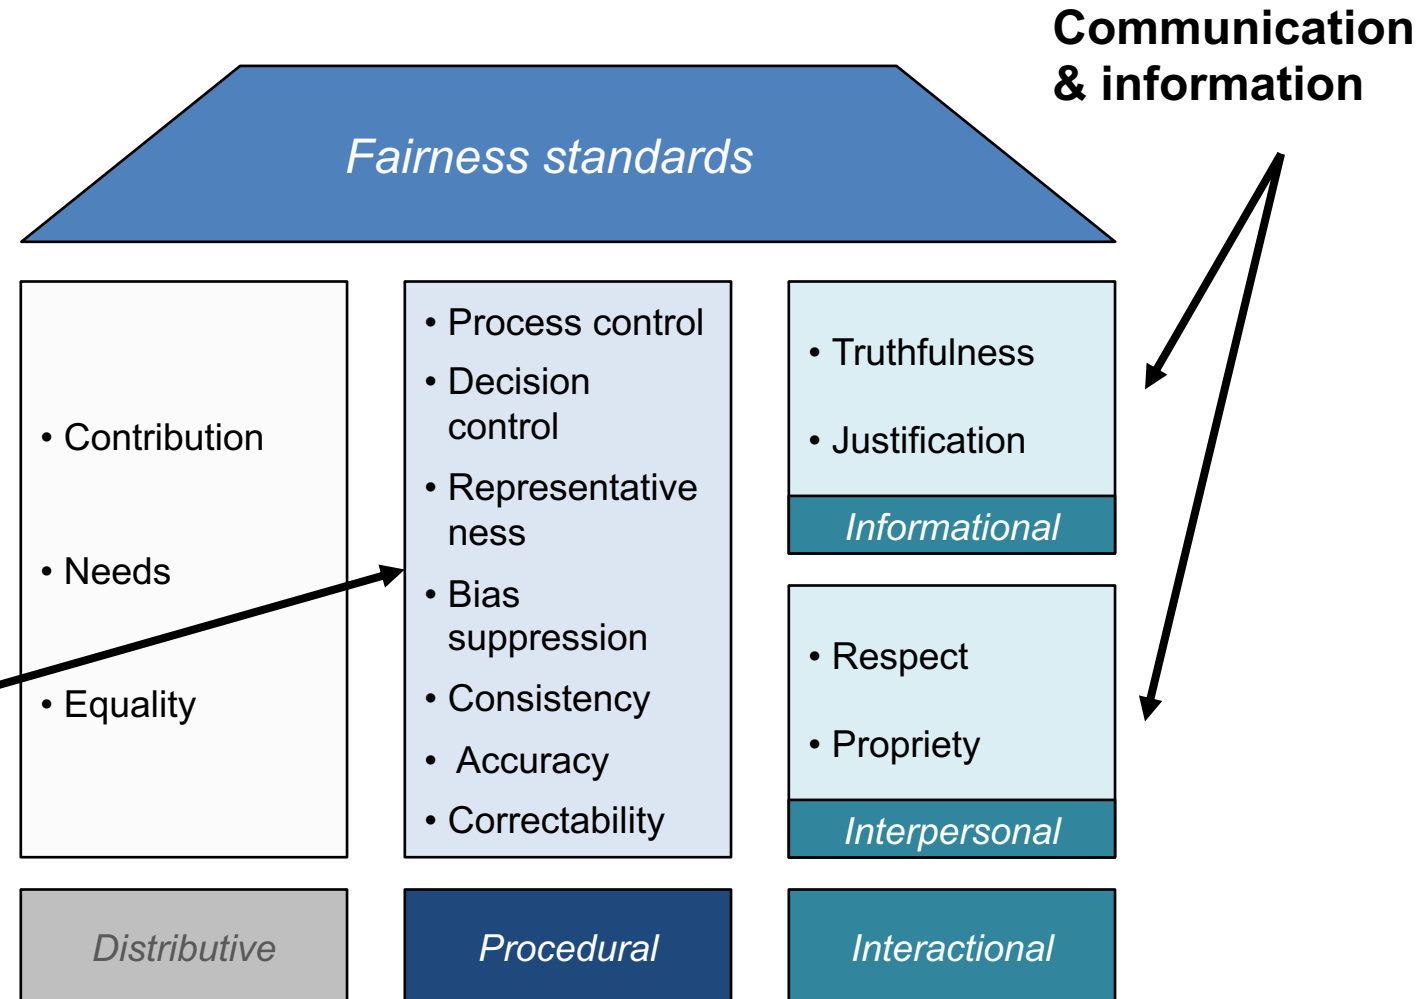 Communication
& information
Fairness standards
• Contribution
• Needs
• Equality
• Process control
• Decision
control
• Representative
ness
• Bias
suppression
• Consistency
• Accuracy
• Correctability
• Truthfulness
• Justification
Informational
• Respect
• Propriety
Interpersonal
Distributive
Procedural
Interactional